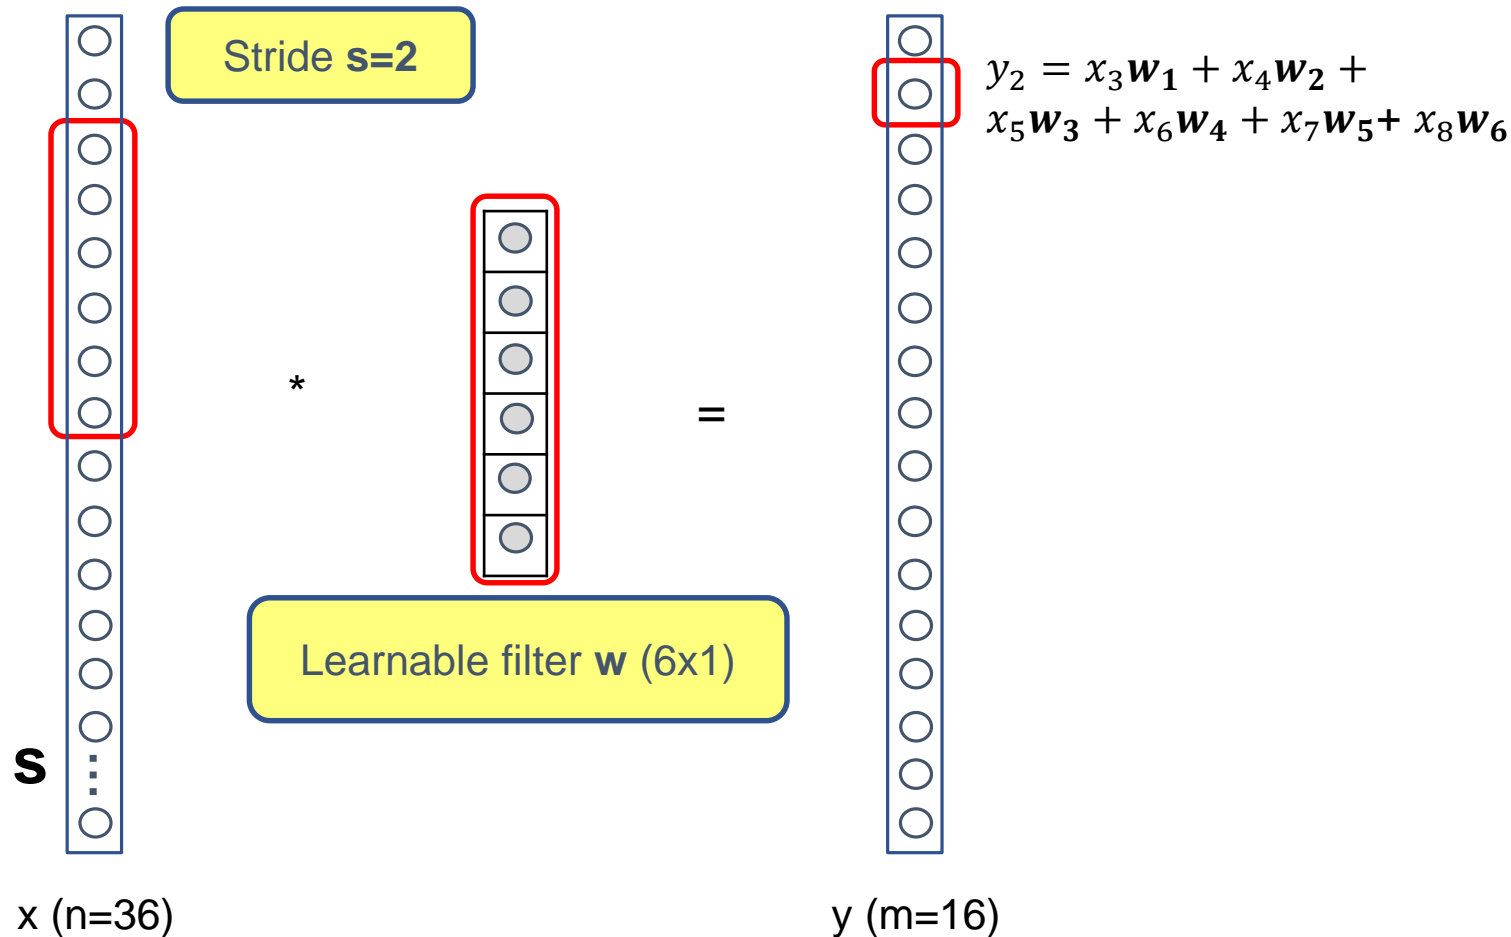 Stride s=2
y₂ = x₃w₁ + x₄w₂ +
x₅w₃ + x₆w₄ + x₇w₅+ x₈w₆
*
=
Learnable filter w (6x1)
s
x (n=36)
y (m=16)